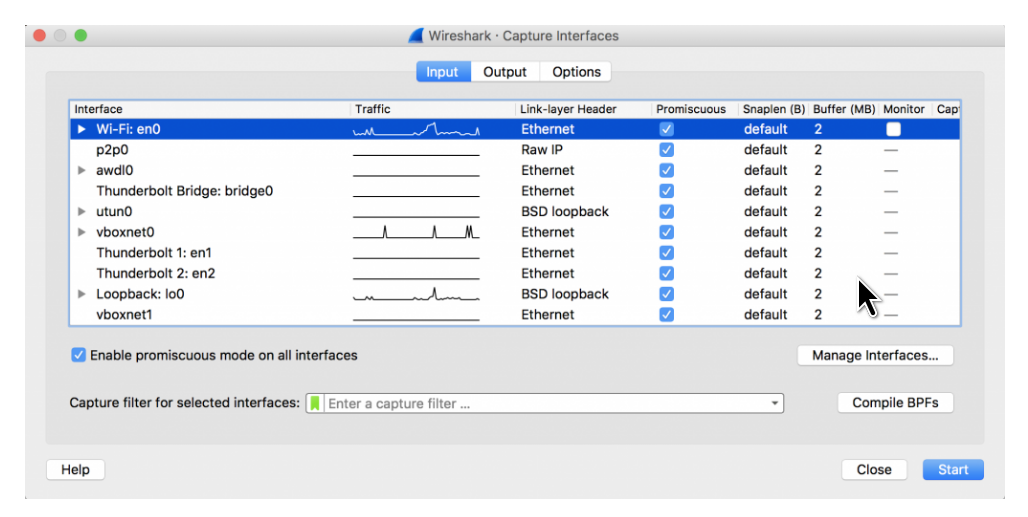 Wireshark · Capture Interfaces
Input Output Options
Interface Traffic Link-layer Header Promiscuous Snaplen (B) Buffer (MB) Monitor Cap
Wi-Fi: en0 Ethernet default 2
p2p0 Raw IP default 2 —
awdl0 Ethernet default 2 —
Thunderbolt Bridge: bridge0 Ethernet default 2 —
utun0 BSD loopback default 2 —
vboxnet0 Ethernet default 2 —
Thunderbolt 1: en1 Ethernet default 2 —
Thunderbolt 2: en2 Ethernet default 2 —
Loopback: lo0 BSD loopback default 2 —
vboxnet1 Ethernet default 2 —
Enable promiscuous mode on all interfaces Manage Interfaces...
Capture filter for selected interfaces: Enter a capture filter ... Compile BPFs
Help Close Start